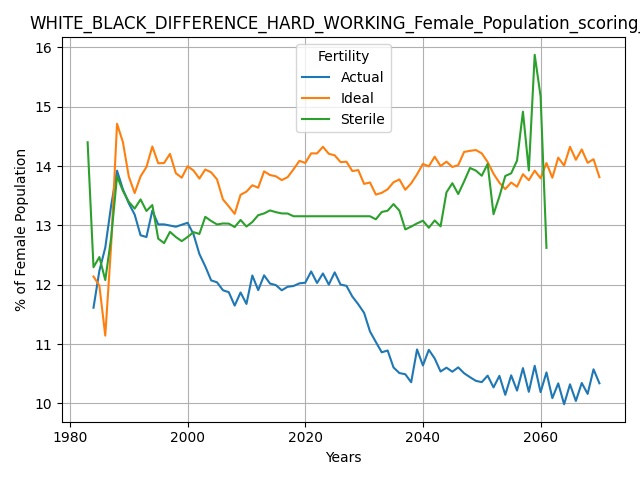 WHITE_BLACK_DIFFERENCE_HARD_WORKING_Female_Population_scoring_
Fertility
Actual
Ideal
Sterile
% of Female Population
16
15
14
13
12
11
10
1980
2000
2020
2040
2060
Years